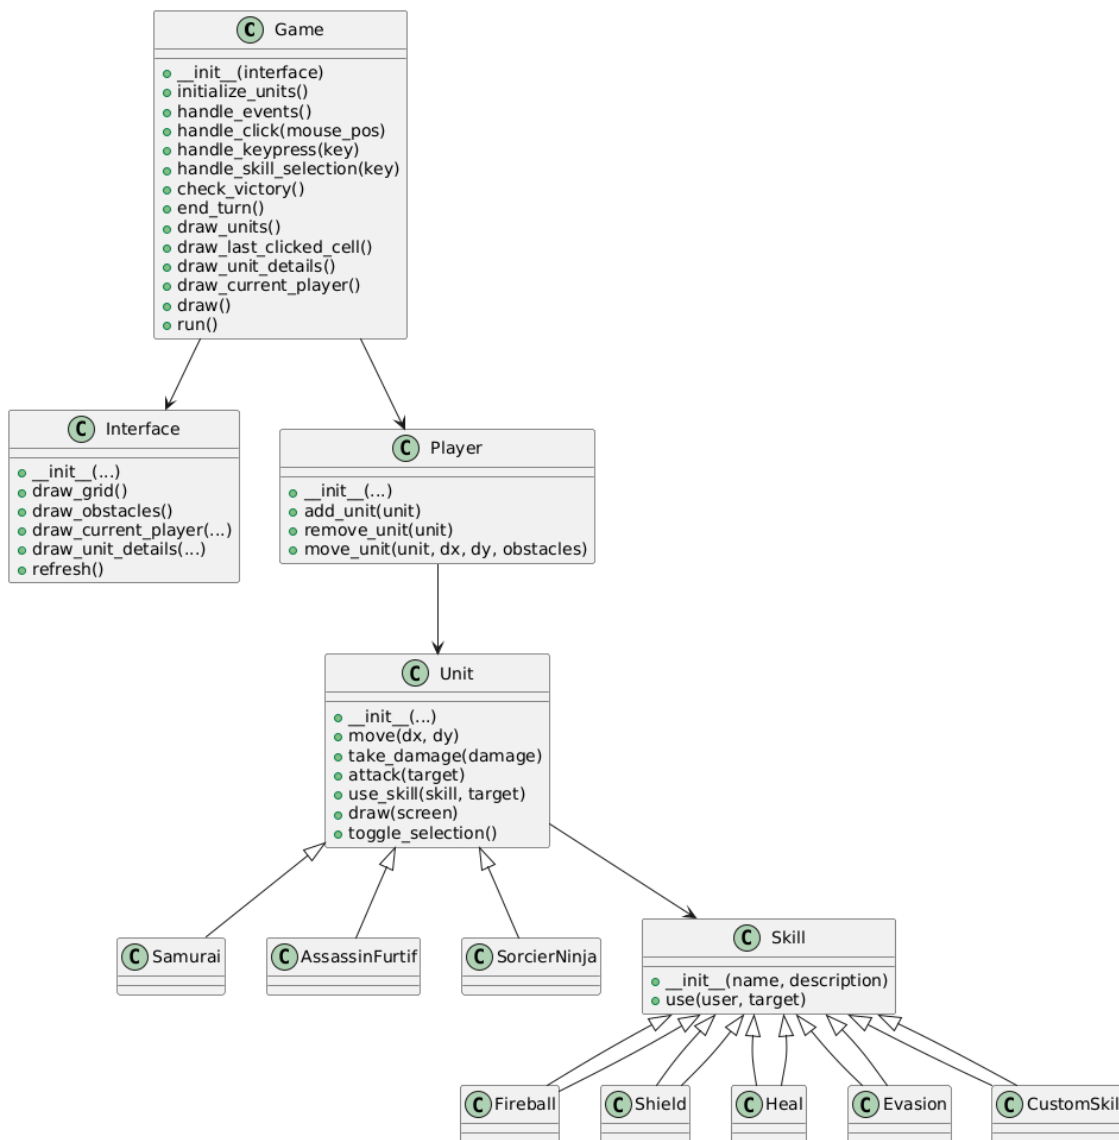 C Game
__init__(interface)
initialize_units()
handle_events()
handle_click(mouse_pos)
handle_keypress(key)
handle_skill_selection(key)
check_victory()
end_turn()
draw_units()
draw_last_clicked_cell()
draw_unit_details()
draw_current_player()
draw()
run()
C Interface
__init__(...)
draw_grid()
draw_obstacles()
draw_current_player(...)
draw_unit_details(...)
refresh()
C Player
__init__(...)
add_unit(unit)
remove_unit(unit)
move_unit(unit, dx, dy, obstacles)
C Unit
__init__(...)
move(dx, dy)
take_damage(damage)
attack(target)
use_skill(skill, target)
draw(screen)
toggle_selection()
C Samurai
C AssassinFurtif
C SorcierNinja
C Skill
__init__(name, description)
use(user, target)
C Fireball
C Shield
C Heal
C Evasion
C CustomSkil